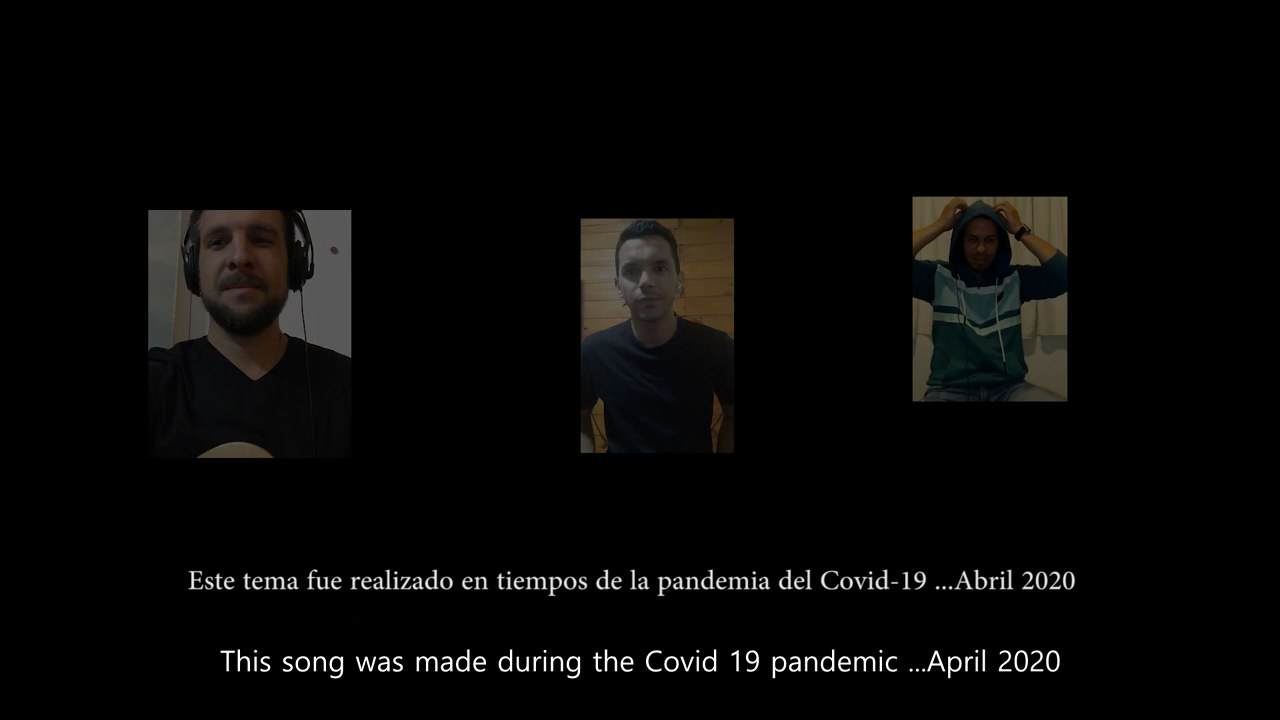 Este tema fue realizado en tiempos de la pandemia del Covid-19 ...Abril 2020
This song was made during the Covid 19 pandemic ...April 2020